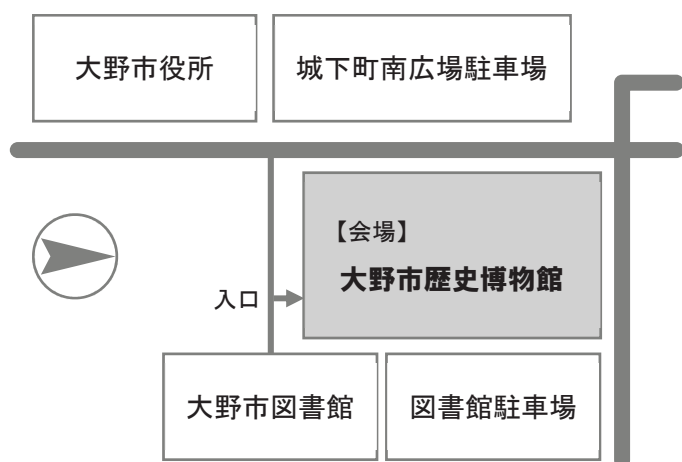 大野市役所
城下町南広場駐車場
【会場】
大野市歴史博物館
入口
大野市図書館
図書館駐車場